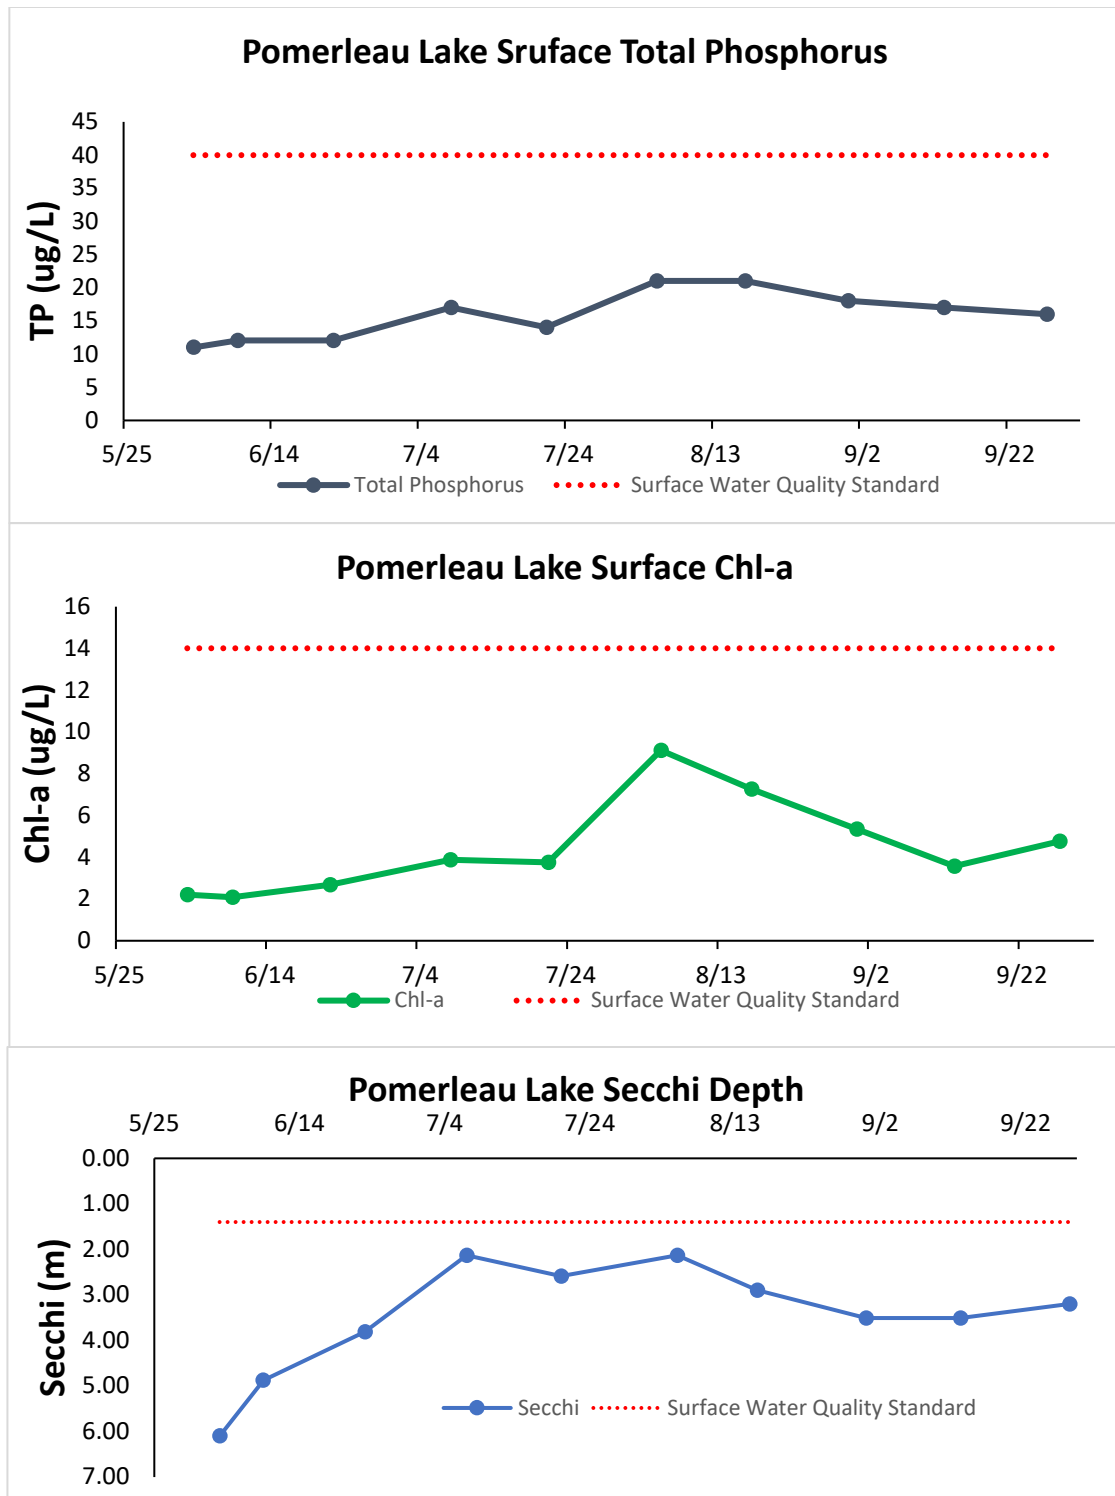 Pomerleau Lake Sruface Total Phosphorus
TP (ug/L)
45
40
35
30
25
20
15
10
5
0
5/25 6/14 7/4 7/24 8/13 9/2 9/22
Total Phosphorus Surface Water Quality Standard
Pomerleau Lake Surface Chl-a
Chl-a (ug/L)
16
14
12
10
8
6
4
2
0
5/25 6/14 7/4 7/24 8/13 9/2 9/22
Chl-a Surface Water Quality Standard
Pomerleau Lake Secchi Depth
5/25 6/14 7/4 7/24 8/13 9/2 9/22
Secchi (m)
0.00
1.00
2.00
3.00
4.00
5.00
6.00
7.00
Secchi Surface Water Quality Standard